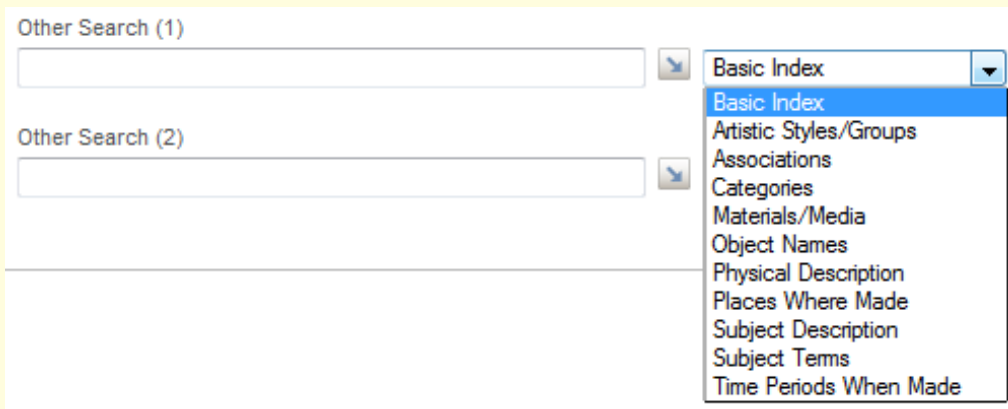 Other Search (1)
Basic Index
Basic Index
Artistic Styles/Groups
Other Search (2)
Associations
Categories
Materials/Media
Object Names
Physical Description
Places Where Made
Subject Description
Subject Terms
Time Periods When Made